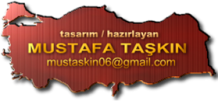 tasarım / hazırlayan
MUSTAFA TAŞKIN
mustaskin06@gmail.com